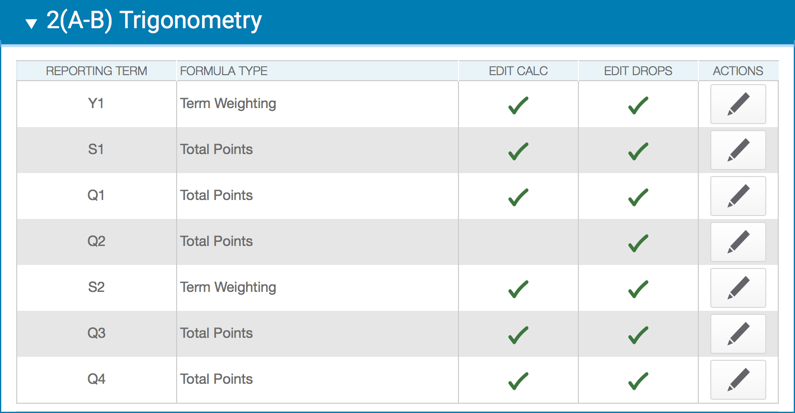 2(A-B) Trigonometry
REPORTING TERM FORMULA TYPE EDIT CALC EDIT DROPS ACTIONS
Y1 Term Weighting
S1 Total Points
Q1 Total Points
Q2 Total Points
S2 Term Weighting
Q3 Total Points
Q4 Total Points